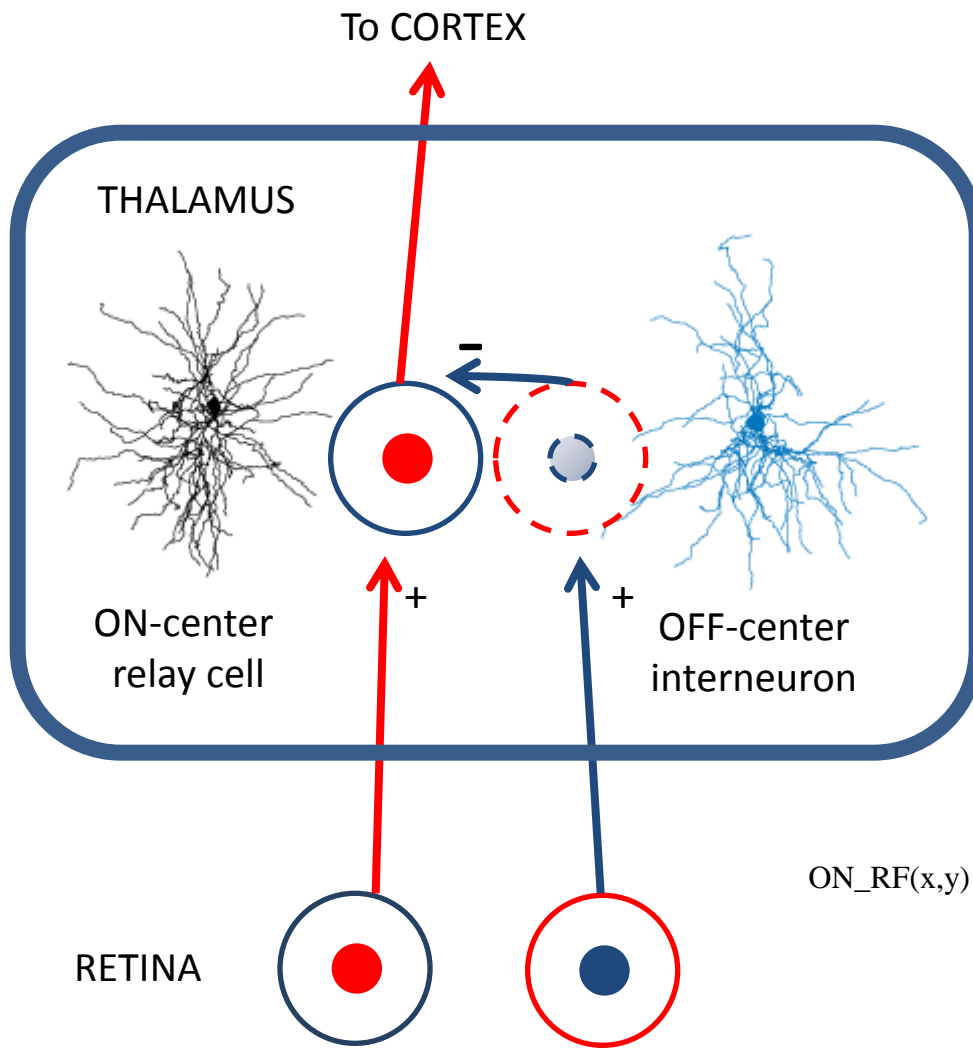 To CORTEX
THALAMUS
-
+
+
ON-center
relay cell
OFF-center
interneuron
ON_RF(x,y)
RETINA